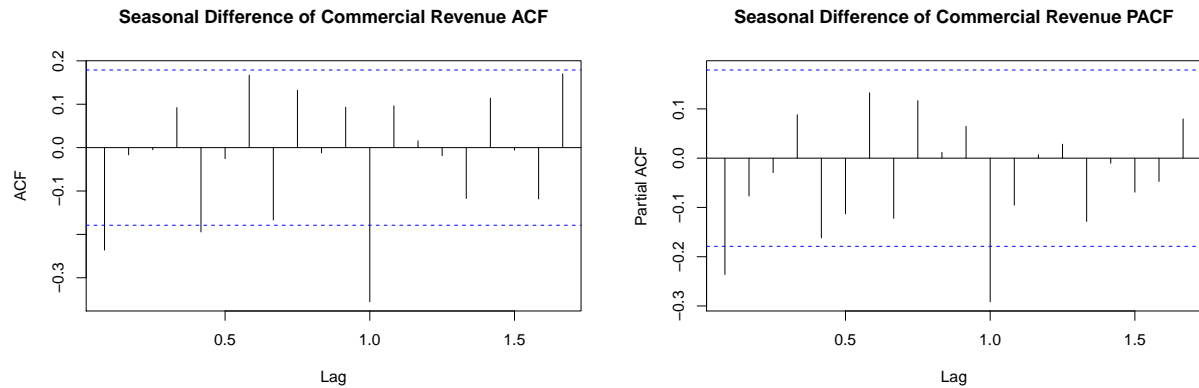 Seasonal Difference of Commercial Revenue ACF
ACF
0.2
0.1
0.0
−0.1
−0.3
0.5
1.0
1.5
Lag
Seasonal Difference of Commercial Revenue PACF
Partial ACF
0.1
0.0
−0.1
−0.2
−0.3
0.5
1.0
1.5
Lag